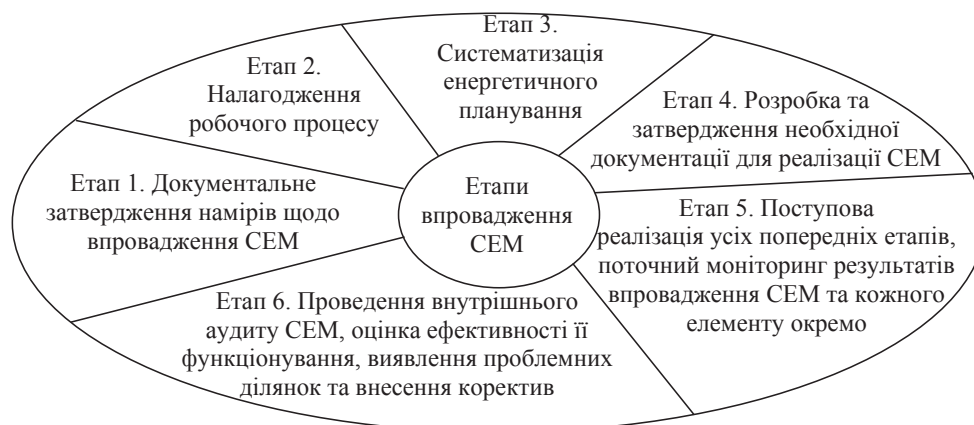 Етап 1. Документальне
затвердження намірів щодо
впровадження СЕМ
Етап 2.
Налагодження
робочого процесу
Етап 3.
Систематизація
енергетичного
планування
Етап 4. Розробка та
затвердження необхідної
документації для реалізації СЕМ
Етапи
впровадження
СЕМ
Етап 5. Поступова
реалізація усіх попередніх етапів,
поточний моніторинг результатів
впровадження СЕМ та кожного
елементу окремо
Етап 6. Проведення внутрішнього
аудиту СЕМ, оцінка ефективності її
функціонування, виявлення проблемних
ділянок та внесення коректив